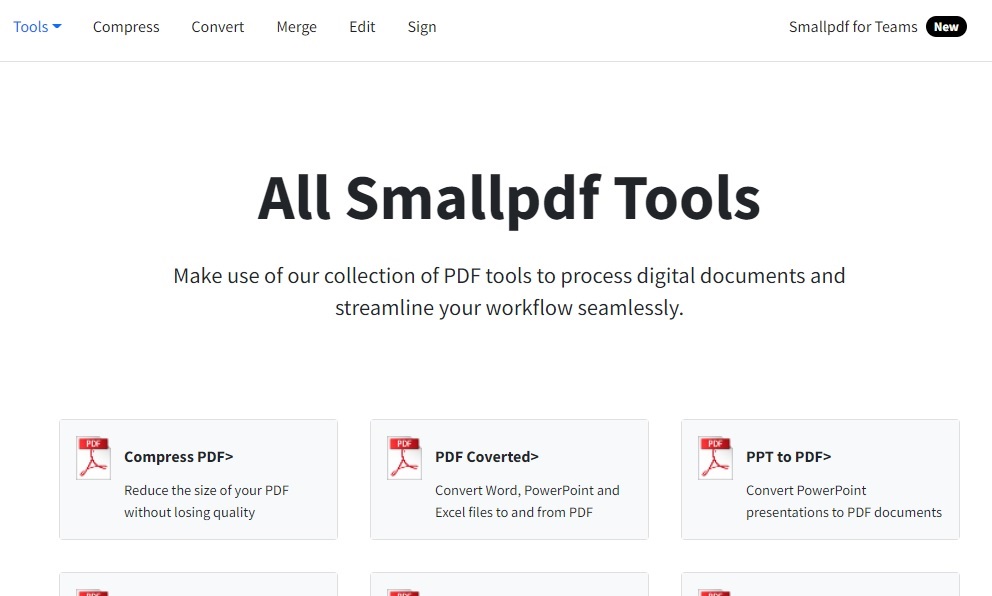 Tools Compress Convert Merge Edit Sign Smallpdf for Teams New
All Smallpdf Tools
Make use of our collection of PDF tools to process digital documents and
streamline your workflow seamlessly.
PDF
Compress PDF>
Reduce the size of your PDF
without losing quality
PDF
PDF Coverted>
Convert Word, PowerPoint and
Excel files to and from PDF
PDF
PPT to PDF>
Convert PowerPoint
presentations to PDF documents